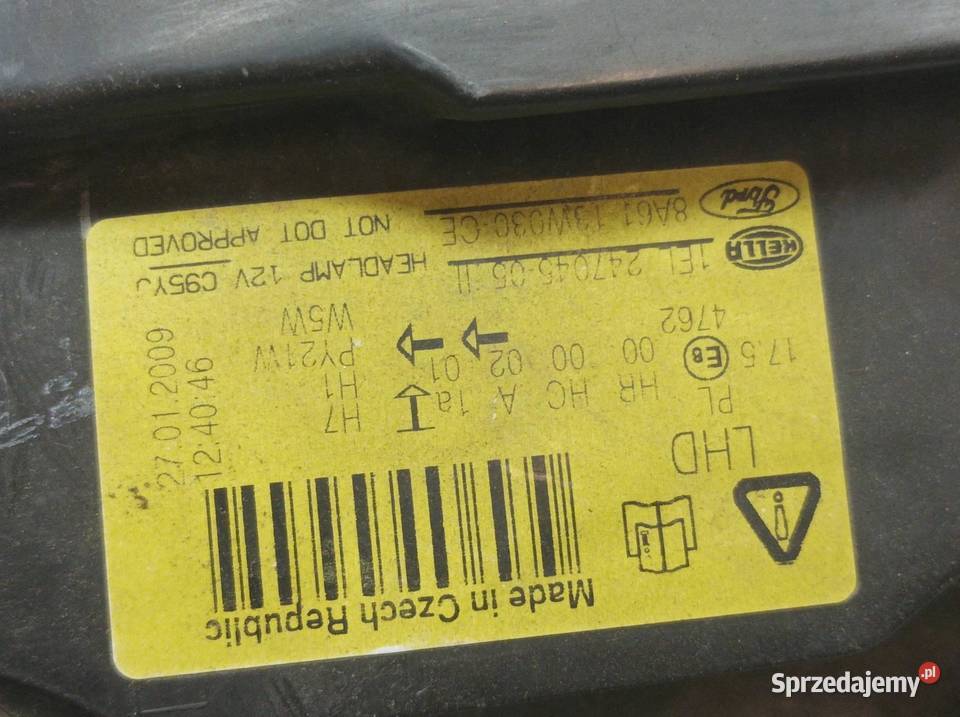 Ford 8A61 13W030-CE NOT DOT APPROVED
HELLA 1EL 247045-05 HEADLAMP 12V C95YJ
4762 W5W
17.5 E8 00 00 02 01 PY21W
PL HR HC A 1a H1
H7
LHD
27.01.2009
12:40:46
Made in Czech Republic
Sprzedajemy.pl